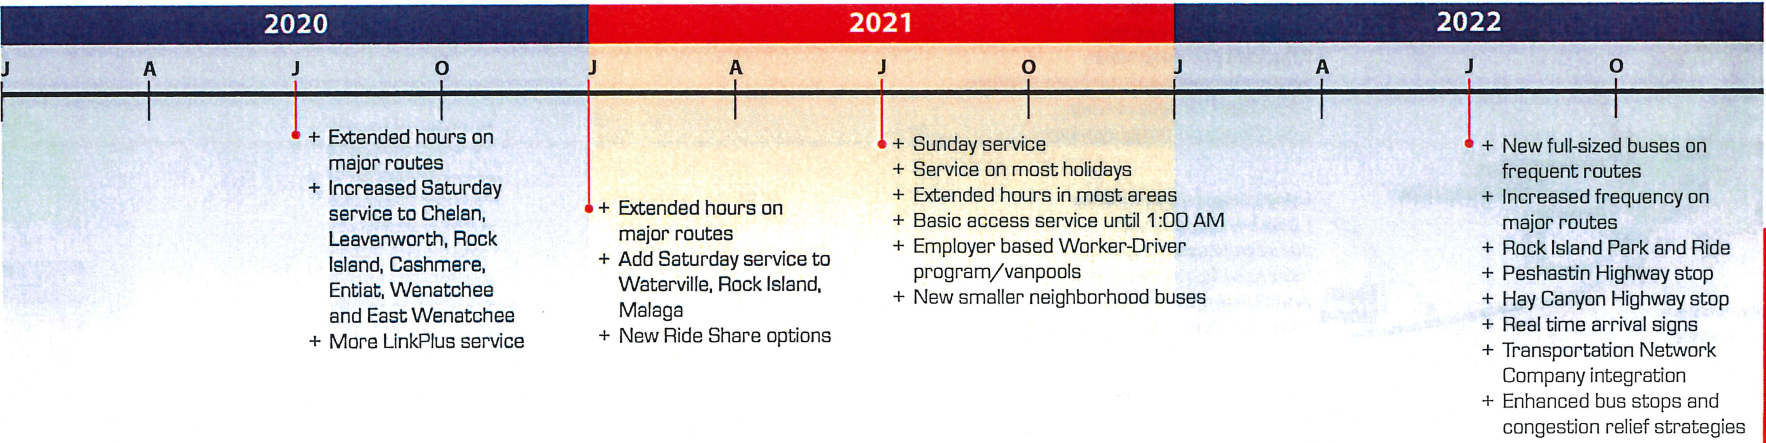 2020 2021 2022
J A J O J A J O J A J O
+ Extended hours on
major routes
+ Increased Saturday
service to Chelan,
Leavenworth, Rock
Island, Cashmere,
Entiat, Wenatchee
and East Wenatchee
+ More LinkPlus service
+ Extended hours on
major routes
+ Add Saturday service to
Waterville, Rock Island,
Malaga
+ New Ride Share options
+ Sunday service
+ Service on most holidays
+ Extended hours in most areas
+ Basic access service until 1:00 AM
+ Employer based Worker-Driver
program/vanpools
+ New smaller neighborhood buses
+ New full-sized buses on
frequent routes
+ Increased frequency on
major routes
+ Rock Island Park and Ride
+ Peshastin Highway stop
+ Hay Canyon Highway stop
+ Real time arrival signs
+ Transportation Network
Company integration
+ Enhanced bus stops and
congestion relief strategies